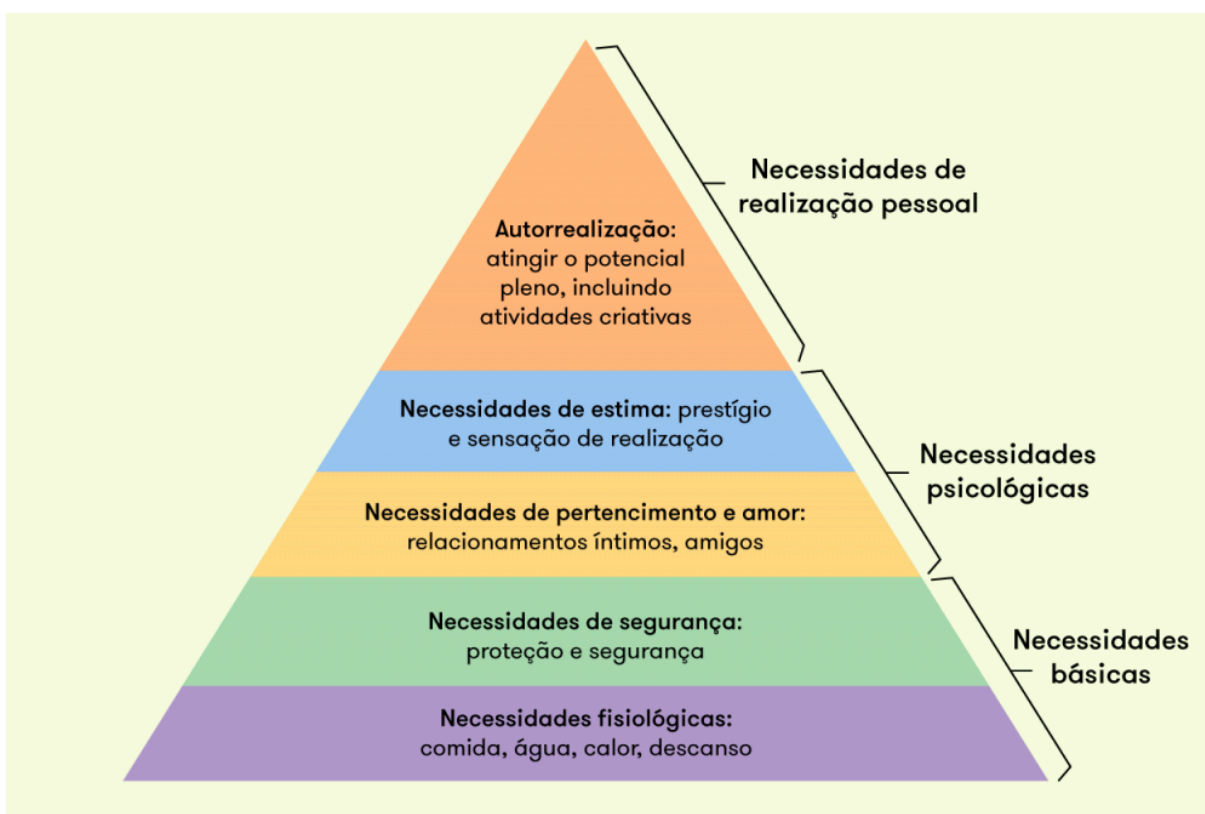 Necessidades de
realização pessoal
Autorrealização:
atingir o potencial
pleno, incluindo
atividades criativas
Necessidades de estima: prestígio
e sensação de realização
Necessidades
psicológicas
Necessidades de pertencimento e amor:
relacionamentos íntimos, amigos
Necessidades de segurança:
proteção e segurança
Necessidades
básicas
Necessidades fisiológicas:
comida, água, calor, descanso